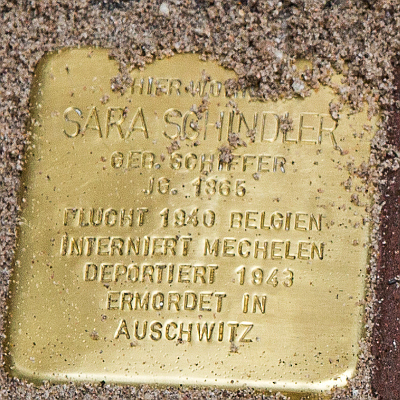 HIER WOHNTE
SARA SCHINDLER
GEB. SCHIFFER
JG. 1865
FLUCHT 1940 BELGIEN
INTERNIERT MECHELEN
DEPORTIERT 1943
ERMORDET IN
AUSCHWITZ